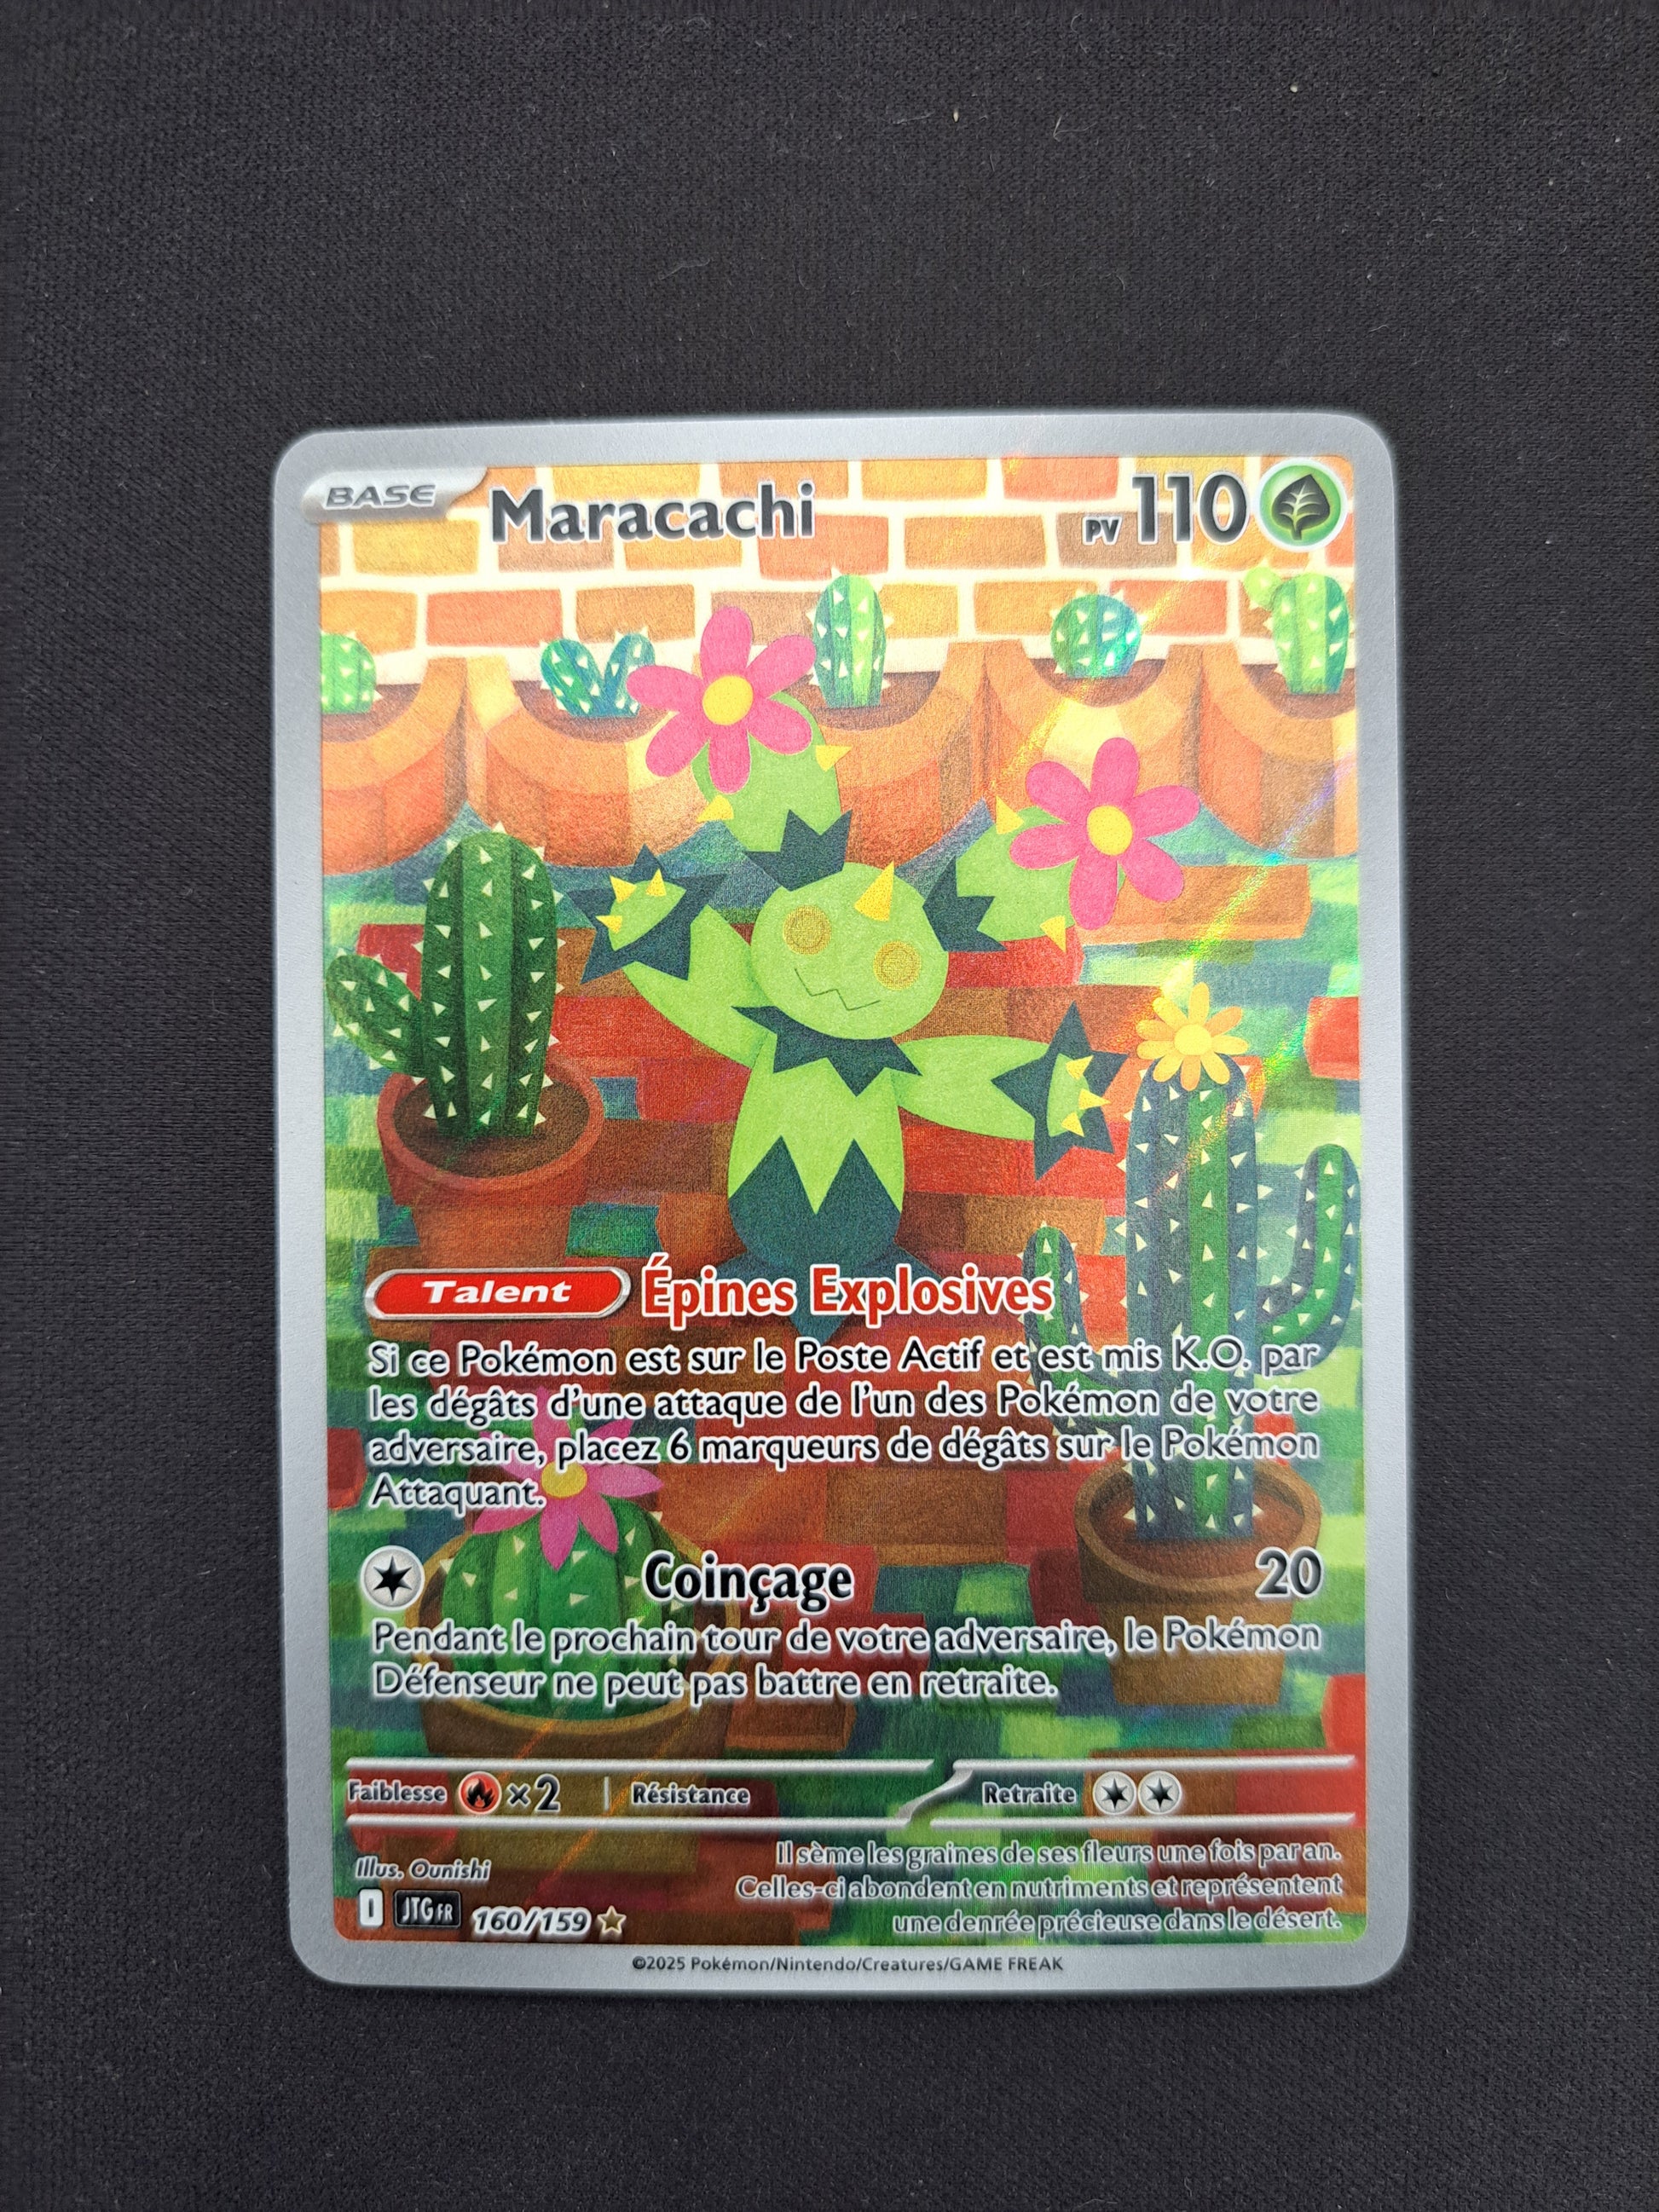 BASE Maracachi PV 110
Talent Épines Explosives
Si ce Pokémon est sur le Poste Actif et est mis K.O. par
les dégâts d'une attaque de l'un des Pokémon de votre
adversaire, placez 6 marqueurs de dégâts sur le Pokémon
Attaquant.
Coinçage 20
Pendant le prochain tour de votre adversaire, le Pokémon
Défenseur ne peut pas battre en retraite.
Faiblesse ×2 Résistance Retraite
Illus. Ounishi
I JTG FR 160/159
Il sème les graines de ses fleurs une fois par an.
Celles-ci abondent en nutriments et représentent
une denrée précieuse dans le désert.
©2025 Pokémon/Nintendo/Creatures/GAME FREAK